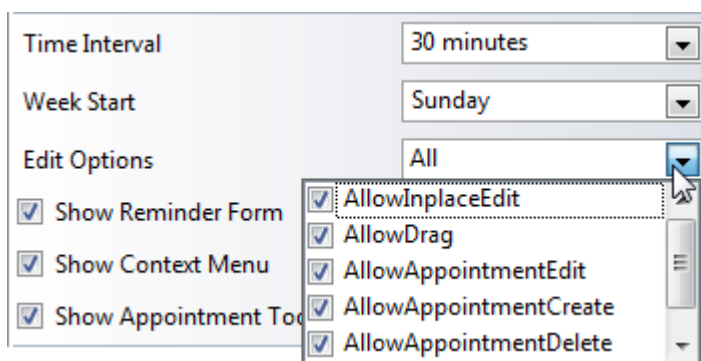 Time Interval 30 minutes
Week Start Sunday
Edit Options All
AllowInplaceEdit
Show Reminder Form
AllowDrag
Show Context Menu
AllowAppointmentEdit
AllowAppointmentCreate
Show Appointment
AllowAppointmentDelete